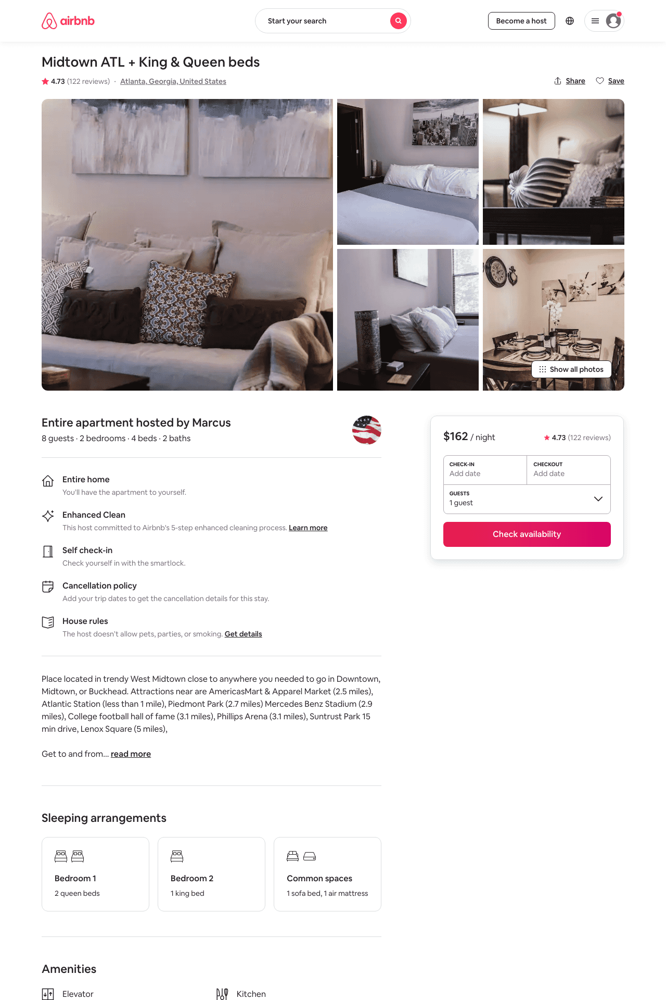 airbnb
Start your search
Become a host
Midtown ATL + King & Queen beds
4.73 (122 reviews) · Atlanta, Georgia, United States
Share
Save
Show all photos
Entire apartment hosted by Marcus
8 guests · 2 bedrooms · 4 beds · 2 baths
Entire home
You'll have the apartment to yourself.
Enhanced Clean
This host committed to Airbnb's 5-step enhanced cleaning process. Learn more
Self check-in
Check yourself in with the smartlock.
Cancellation policy
Add your trip dates to get the cancellation details for this stay.
House rules
The host doesn't allow pets, parties, or smoking. Get details
$162 / night
4.73 (122 reviews)
CHECK-IN
Add date
CHECKOUT
Add date
GUESTS
1 guest
Check availability
Place located in trendy West Midtown close to anywhere you needed to go in Downtown,
Midtown, or Buckhead. Attractions near are AmericasMart & Apparel Market (2.5 miles),
Atlantic Station (less than 1 mile), Piedmont Park (2.7 miles) Mercedes Benz Stadium (2.9
miles), College football hall of fame (3.1 miles), Phillips Arena (3.1 miles), Suntrust Park 15
min drive, Lenox Square (5 miles),
Get to and from... read more
Sleeping arrangements
Bedroom 1
2 queen beds
Bedroom 2
1 king bed
Common spaces
1 sofa bed, 1 air mattress
Amenities
Elevator
Kitchen